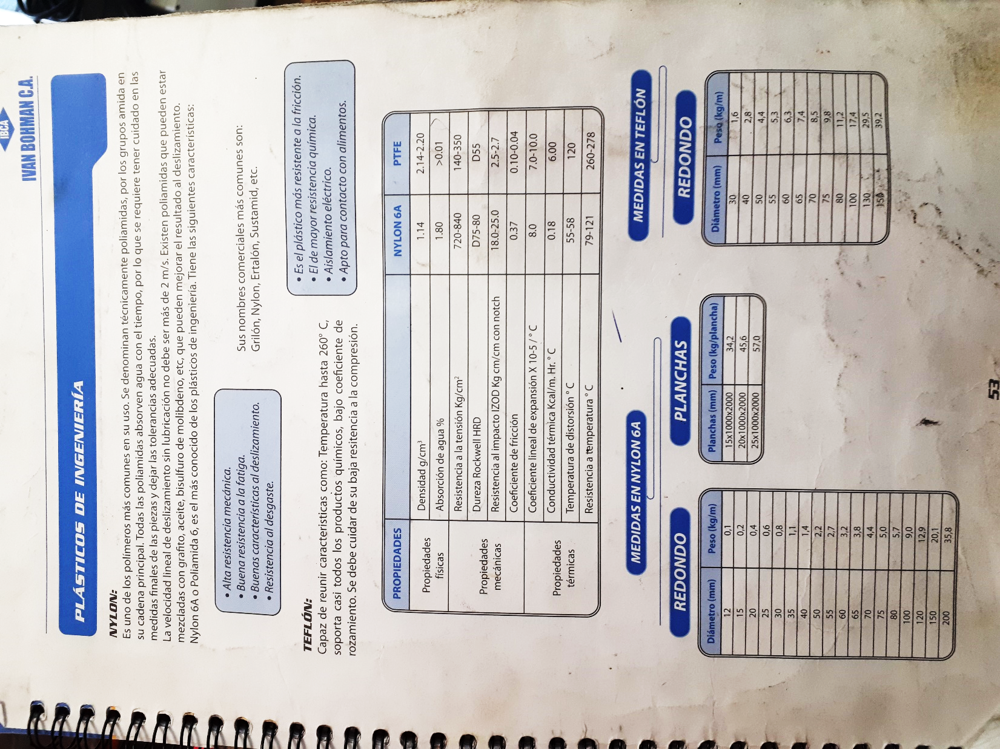 IBCA
IVAN BOHMAN C.A.
PLÁSTICOS DE INGENIERÍA
NYLON:
Es uno de los polímeros más comunes en su uso. Se denominan técnicamente poliamidas, por los grupos amida en
su cadena principal. Todas las poliamidas absorven agua con el tiempo, por lo que se requiere tener cuidado en las
medidas finales de las piezas y dejar las tolerancias adecuadas.
La velocidad lineal de deslizamiento sin lubricación no debe ser más de 2 m/s. Existen poliamidas que pueden estar
mezcladas con grafito, aceite, bisulfuro de molibdeno, etc, que pueden mejorar el resultado al deslizamiento.
Nylon 6A o Poliamida 6, es el más conocido de los plásticos de ingeniería. Tiene las siguientes características:
• Alta resistencia mecánica.
• Buena resistencia a la fatiga.
• Buenas características al deslizamiento.
• Resistencia al desgaste.
Sus nombres comerciales más comunes son:
Grilón, Nylon, Ertalón, Sustamid, etc.
TEFLÓN:
Capaz de reunir características como: Temperatura hasta 260° C,
soporta casi todos los productos químicos, bajo coeficiente de
rozamiento. Se debe cuidar de su baja resitencia a la compresión.
• Es el plástico más resistente a la fricción.
• El de mayor resistencia química.
• Aislamiento eléctrico.
• Apto para contacto con alimentos.
PROPIEDADES NYLON 6A PTFE
Propiedades físicas
Densidad g/cm³ 1.14 2.14-2.20
Absorción de agua % 1.80 >0.01
Propiedades mecánicas
Resistencia a la tensión Kg/cm² 720-840 140-350
Dureza Rockwell HRD D75-80 D55
Resistencia al impacto IZOD Kg cm/cm con notch 18.0-25.0 2.5-2.7
Coeficiente de fricción 0.37 0.10-0.04
Propiedades térmicas
Coeficiente lineal de expansión X 10-5 / ° C 8.0 7.0-10.0
Conductividad térmica Kcal/m. Hr. ° C 0.18 6.00
Temperatura de distorsión ° C 55-58 120
Resistencia a temperatura ° C 79-121 260-278
MEDIDAS EN NYLON 6A
REDONDO
Diámetro (mm) Peso (kg/m)
12 0,1
15 0,2
20 0,4
25 0,6
30 0,8
35 1,1
40 1,4
50 2,2
55 2,7
60 3,2
65 3,8
70 4,4
75 5,0
80 5,7
100 9,0
120 12,9
150 20,1
200 35,8
PLANCHAS
Planchas (mm) Peso (kg/plancha)
15x1000x2000 34,2
20x1000x2000 45,6
25x1000x2000 57,0
MEDIDAS EN TEFLÓN
REDONDO
Diámetro (mm) Peso (kg/m)
30 1,6
40 2,8
50 4,4
55 5,3
60 6,3
65 7,4
70 8,5
75 9,8
80 11,2
100 17,4
130 29,5
150 39,2
53